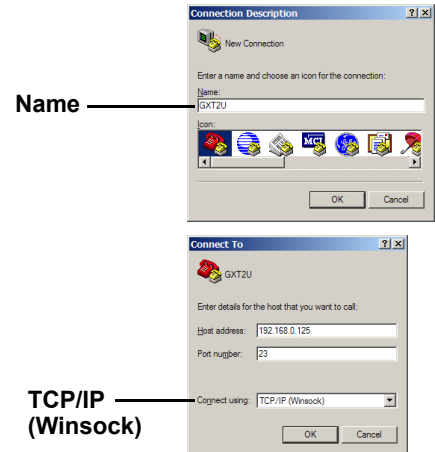 Connection Description
New Connection
Enter a name and choose an icon for the connection:
Name
Name:
GXT2U
Icon:
MCI
OK Cancel
Connect To
GXT2U
Enter details for the host that you want to call:
Host address: 192.168.0.125
Port number: 23
TCP/IP
(Winsock)
Connect using: TCP/IP (Winsock)
OK Cancel